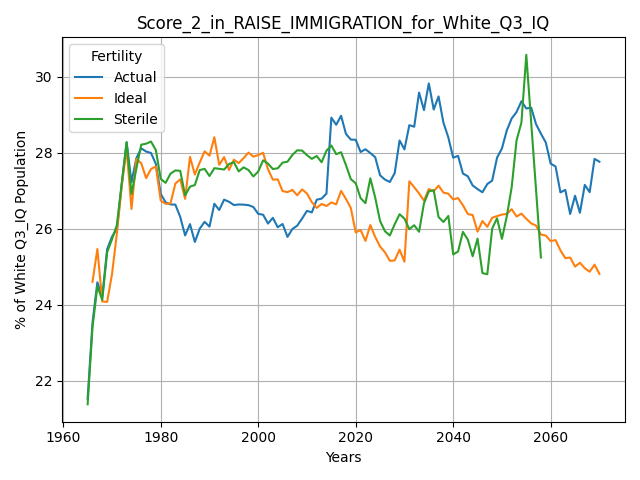 Score_2_in_RAISE_IMMIGRATION_for_White_Q3_IQ
% of White Q3_IQ Population
Fertility
Actual
Ideal
Sterile
30
28
26
24
22
1960
1980
2000
2020
2040
2060
Years